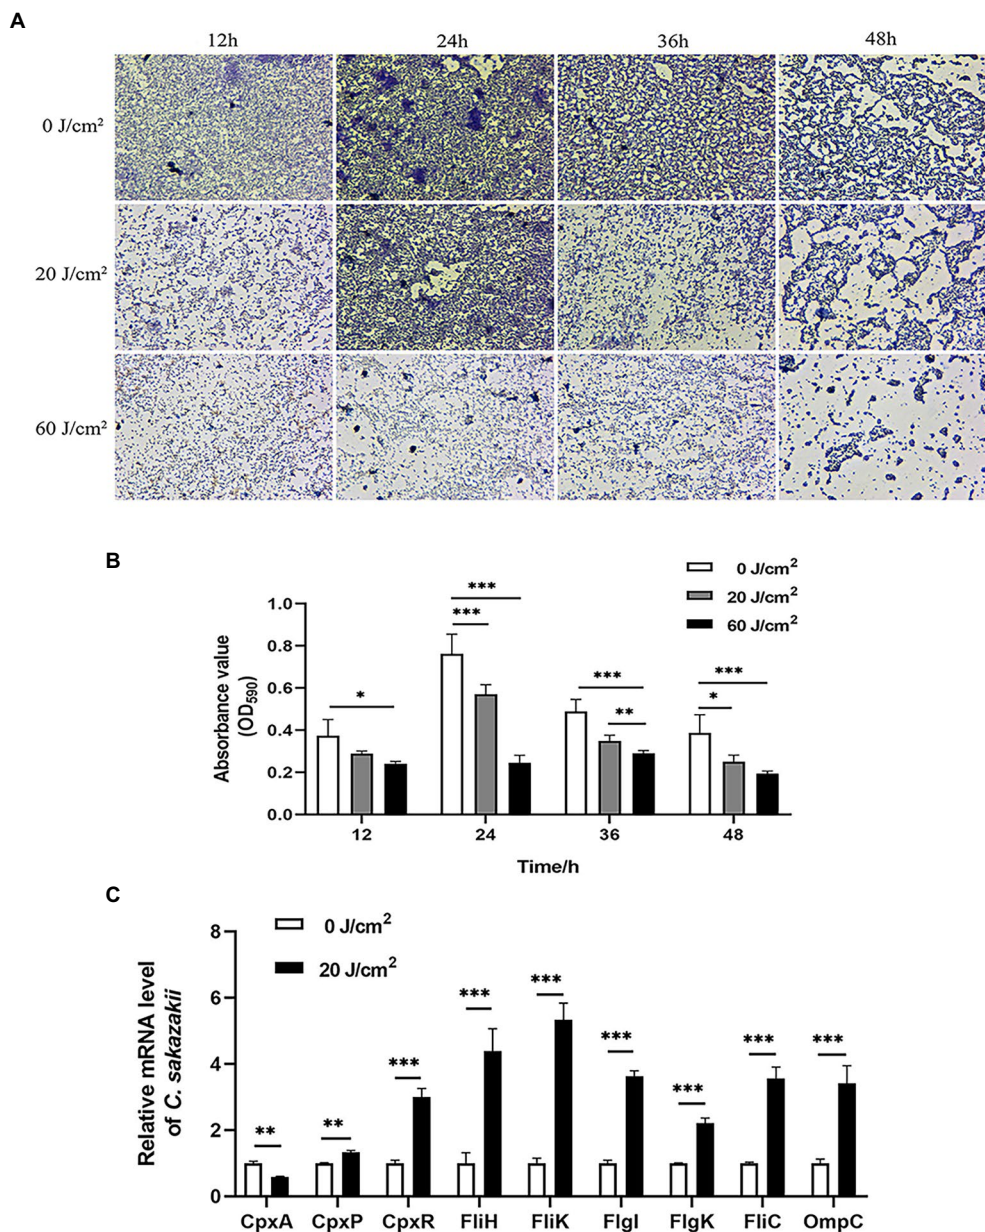 A
12h 24h 36h 48h
0 J/cm²
20 J/cm²
60 J/cm²
B
0 J/cm²
20 J/cm²
60 J/cm²
Absorbance value
(OD₅₉₀)
1.0
0.8
0.6
0.4
0.2
0.0
*
***
***
***
**
***
*
12 24 36 48
Time/h
C
0 J/cm²
20 J/cm²
Relative mRNA level
of C. sakazakii
8
6
4
2
0
**
**
***
***
***
***
***
***
***
CpxA CpxP CpxR FliH FliK FlgI FlgK FliC OmpC